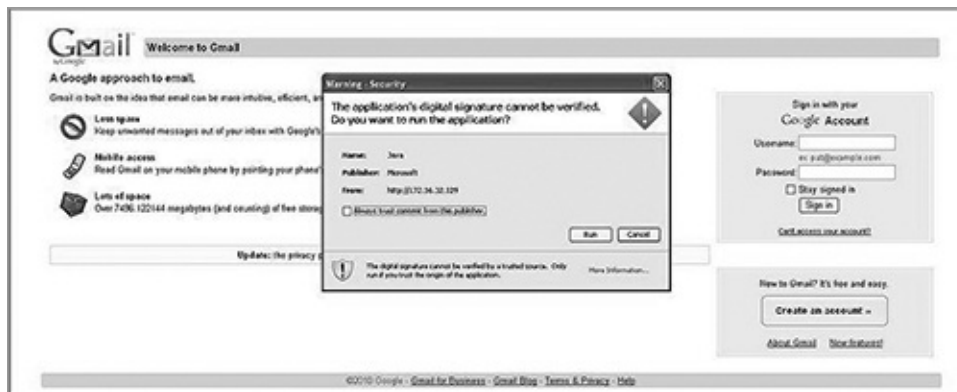 Gmail
by Google
Welcome to Gmail
A Google approach to email.
Gmail is built on the idea that email can be more intuitive, efficient, an
Less spam
Keep unwanted messages out of your inbox with Google's
Mobile access
Read Gmail on your mobile phone by pointing your phone'
Lots of space
Over 7496.122144 megabytes (and counting) of free storag
Update: the privacy p
Warning - Security
The application's digital signature cannot be verified.
Do you want to run the application?
Name: Java
Publisher: Microsoft
From: http://172.16.32.129
Always trust content from this publisher.
Run Cancel
The digital signature cannot be verified by a trusted source. Only
run if you trust the origin of the application.
More Information...
Sign in with your
Google Account
Username:
ex: pat@example.com
Password:
Stay signed in
Sign in
Can't access your account?
New to Gmail? It's free and easy.
Create an account »
About Gmail New features!
©2010 Google - Gmail for Business - Gmail Blog - Terms & Privacy - Help